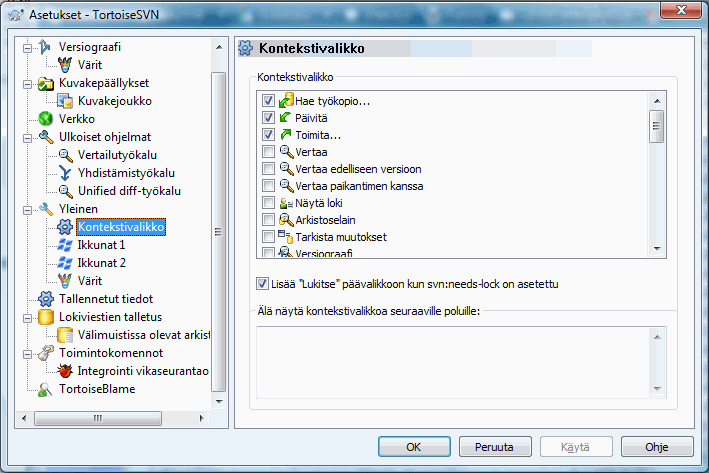 Asetukset - TortoiseSVN
Versiografi
Värit
Kuvakepäällykset
Kuvakejoukko
Verkko
Ulkoiset ohjelmat
Vertailutyökalu
Yhdistämistyökalu
Unified diff-työkalu
Yleinen
Kontekstivalikko
Ikkunat 1
Ikkunat 2
Värit
Tallennetut tiedot
Lokiviestien talletus
Välimuistissa olevat arkist
Toimintokomennot
Integrointi vikaseurantao
TortoiseBlame
Kontekstivalikko
Kontekstivalikko
Hae työkopio...
Päivitä
Toimita...
Vertaa
Vertaa edelliseen versioon
Vertaa paikantimen kanssa
Näytä loki
Arkistoselain
Tarkista muutokset
Versiografi
Lisää "Lukitse" päävalikkoon kun svn:needs-lock on asetettu
Älä näytä kontekstivalikkoa seuraaville poluille:
OK
Peruuta
Käytä
Ohje